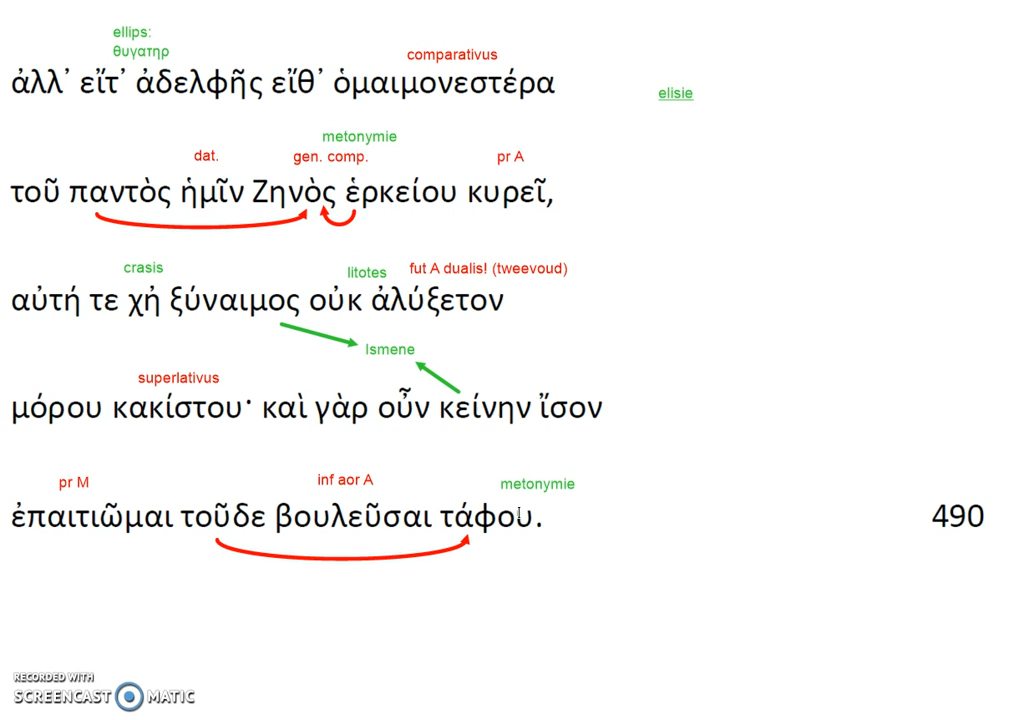 ellips:
θυγατηρ
comparativus
ἀλλ᾽ εἴτ᾽ ἀδελφῆς εἴθ᾽ ὁμαιμονεστέρα
elisie
metonymie
dat. gen. comp. pr A
τοῦ παντὸς ἡμῖν Ζηνὸς ἑρκείου κυρεῖ,
crasis litotes fut A dualis! (tweevoud)
αὐτή τε χἠ ξύναιμος οὐκ ἀλύξετον
Ismene
superlativus
μόρου κακίστου· καὶ γὰρ οὖν κείνην ἴσον
pr M inf aor A metonymie
ἐπαιτιῶμαι τοῦδε βουλεῦσαι τάφου. 490
RECORDED WITH
SCREENCAST MATIC